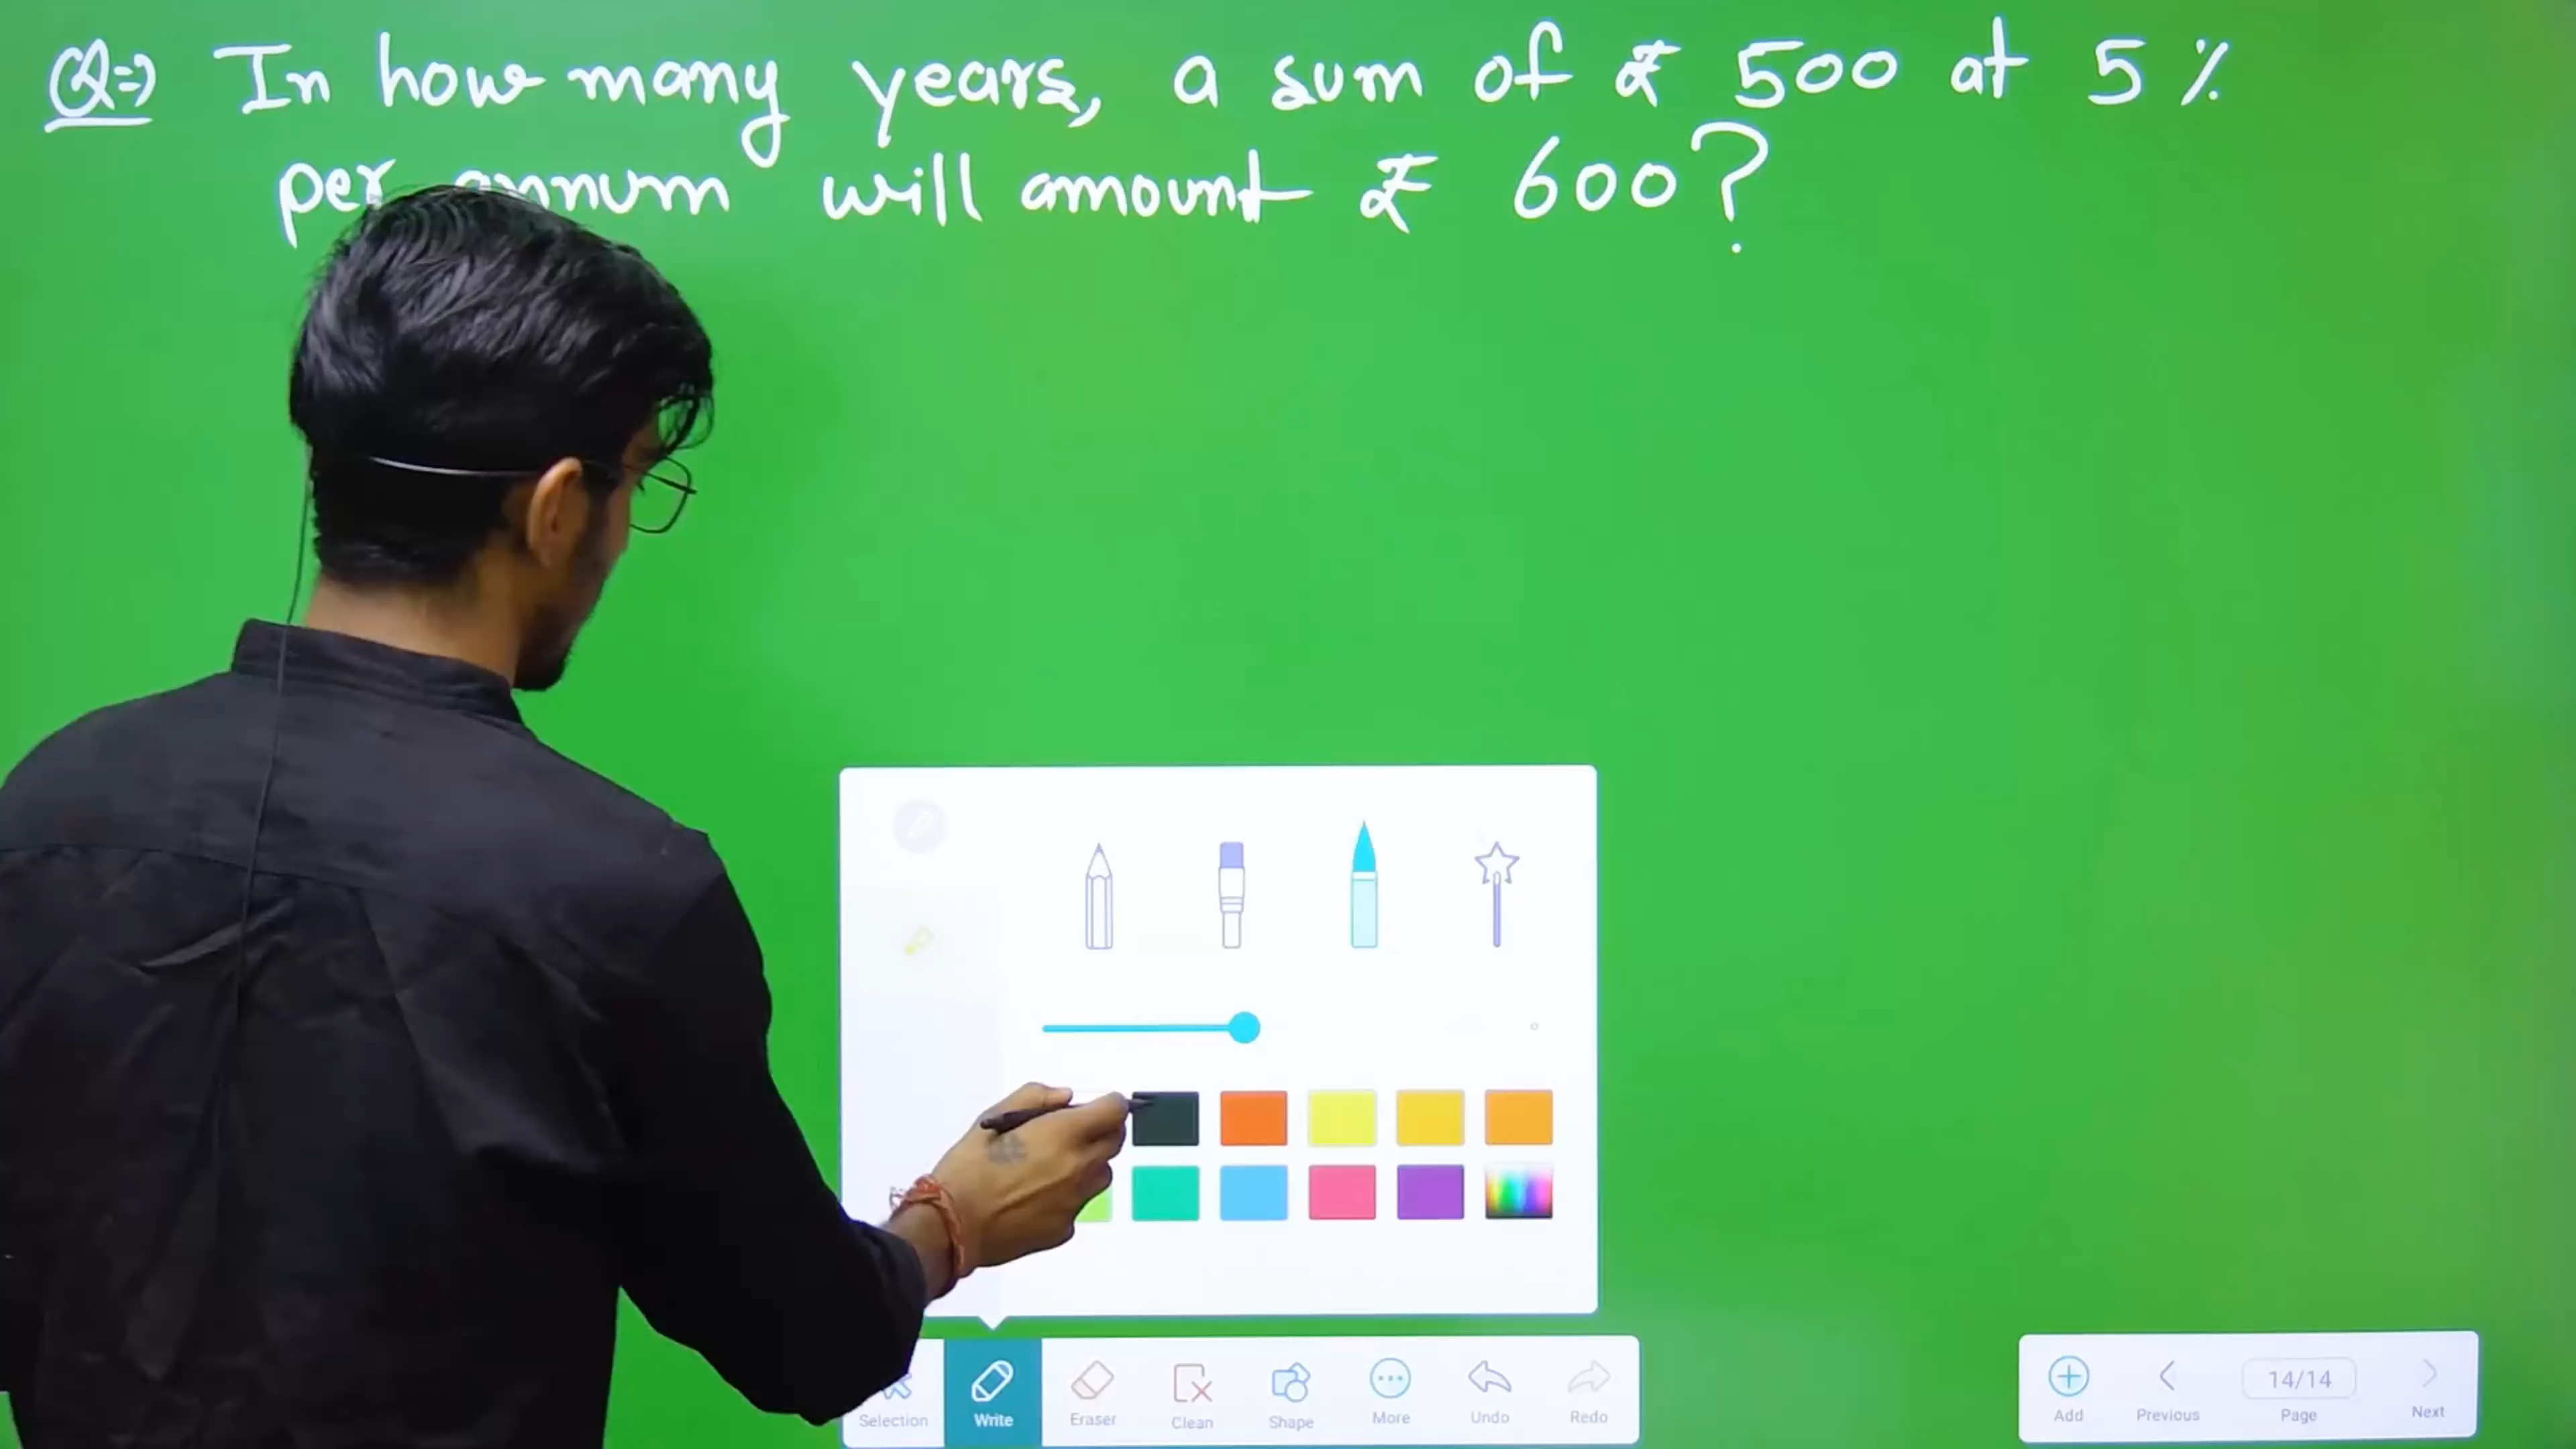 Q⇒ In how many years, a sum of ₹ 500 at 5 %
per annum will amount ₹ 600?
Selection Write Eraser Clean Shape More Undo Redo
14/14
Add Previous Page Next